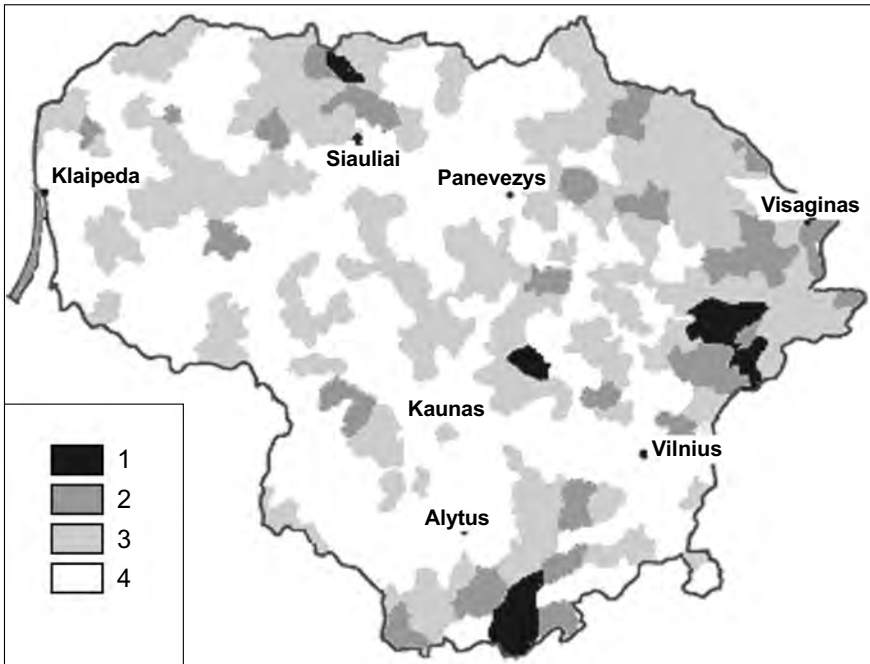 Siauliai
Klaipeda
Panevezys
Visaginas
Kaunas
Vilnius
Alytus
1
2
3
4